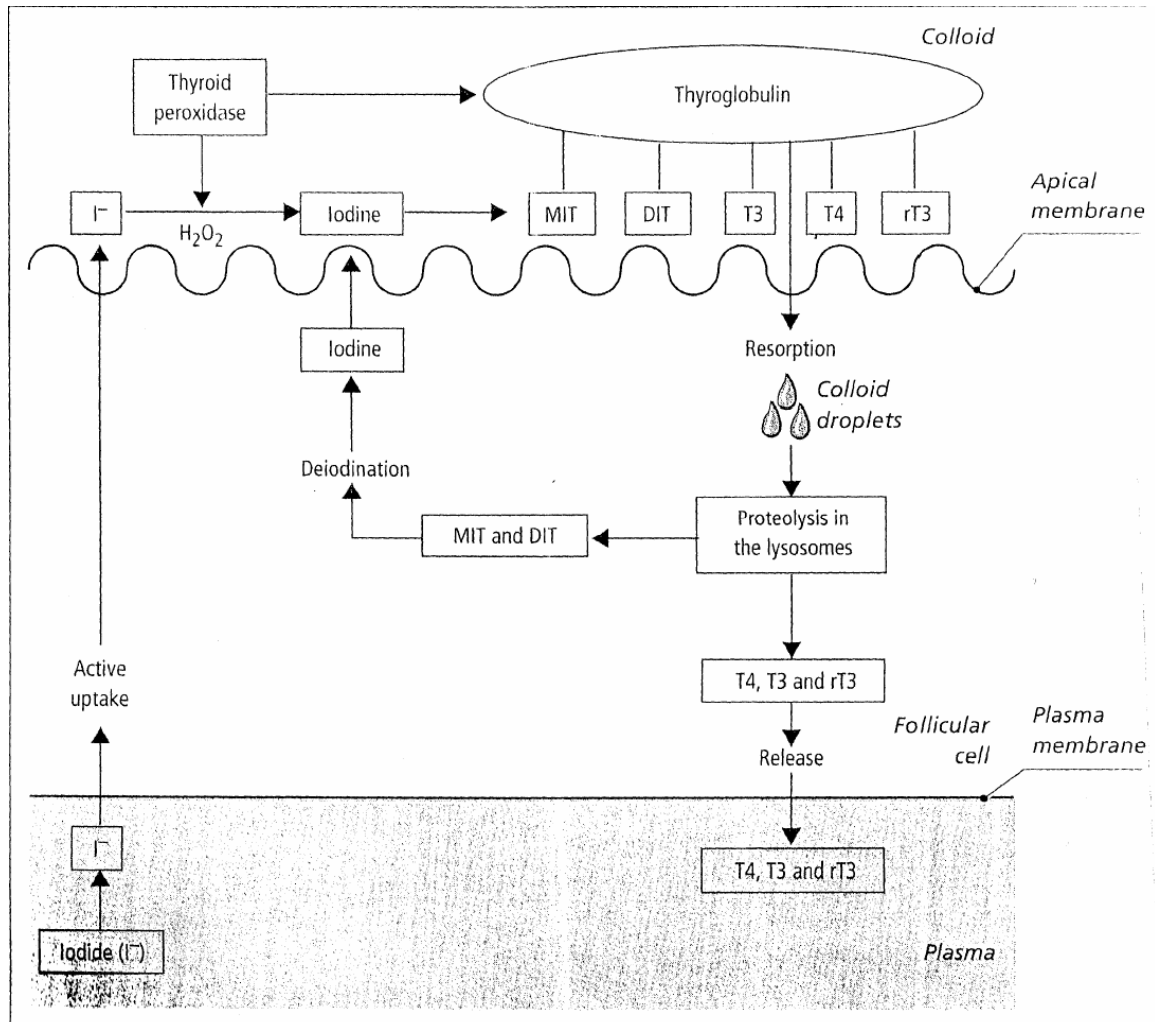 Colloid
Thyroid
peroxidase
Thyroglobulin
Apical
membrane
I⁻
H₂O₂
Iodine
MIT
DIT
T3
T4
rT3
Iodine
Resorption
Colloid
droplets
Deiodination
MIT and DIT
Proteolysis in
the lysosomes
Active
uptake
T4, T3 and rT3
Follicular
cell
Plasma
membrane
Release
I⁻
T4, T3 and rT3
Iodide (I⁻)
Plasma